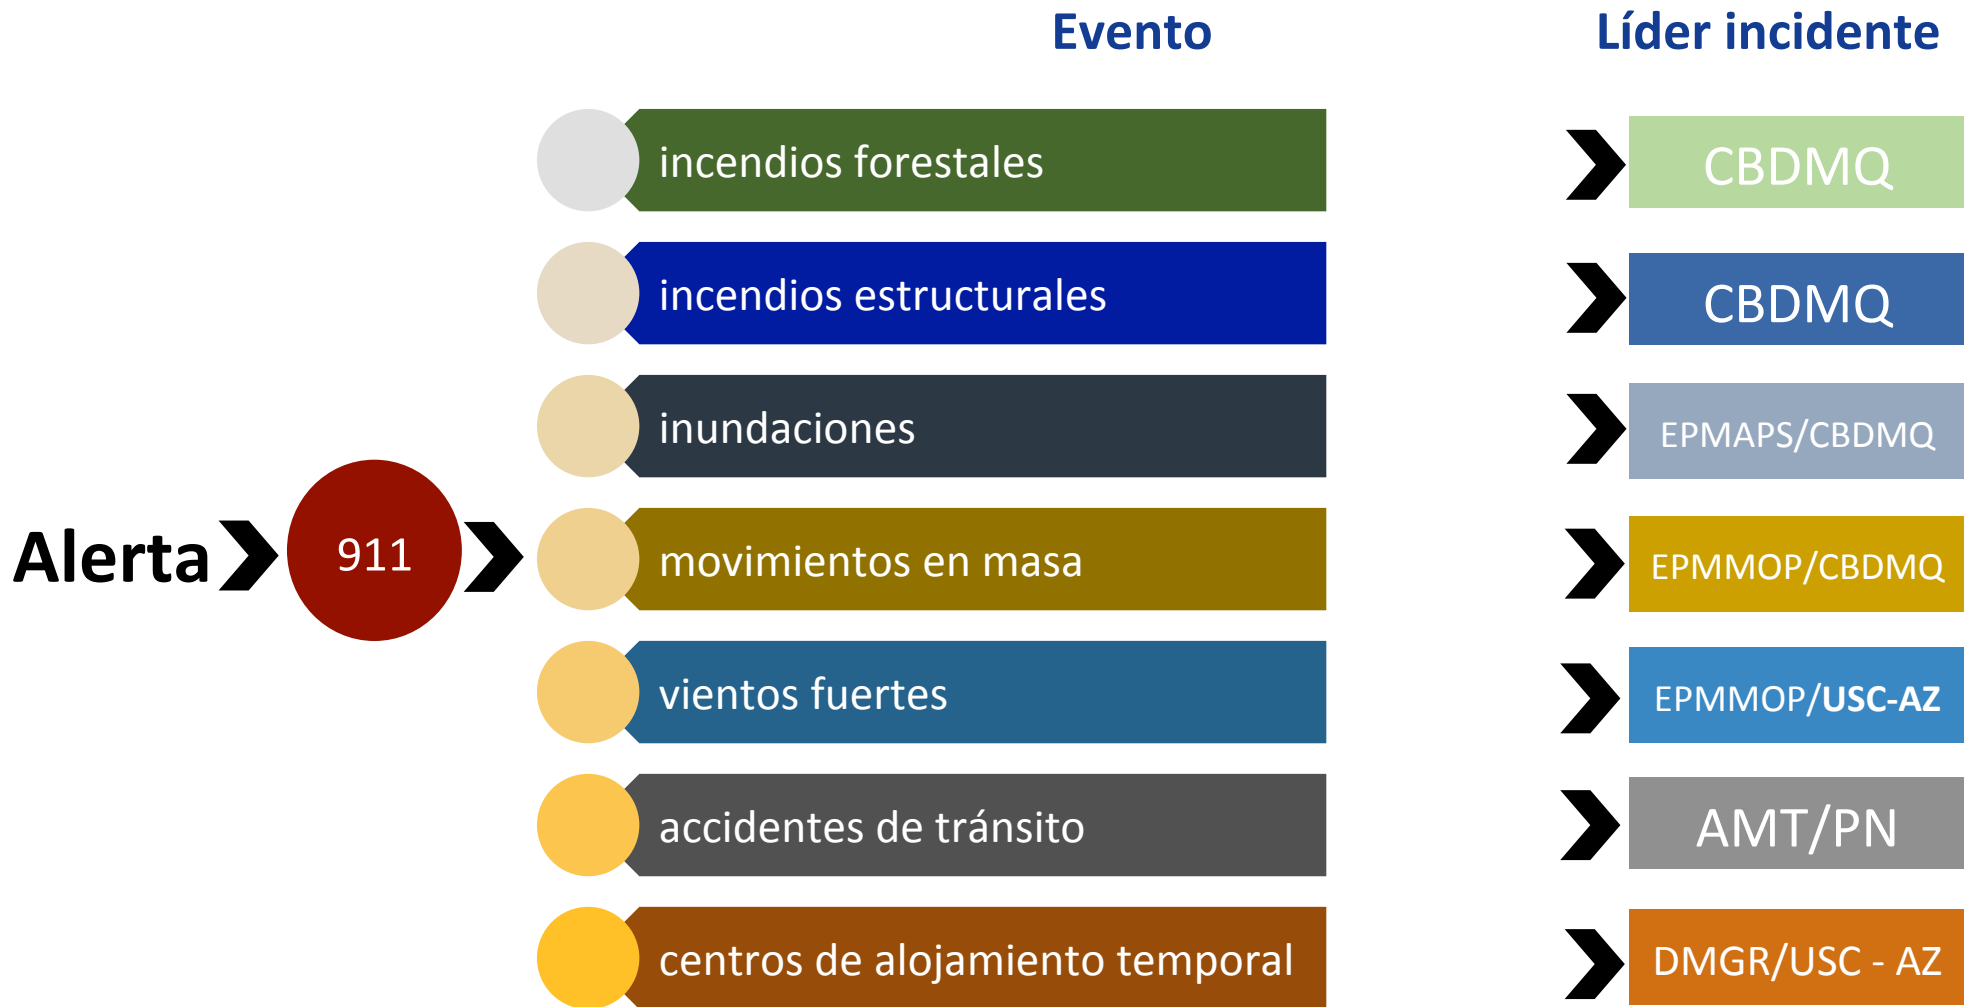 Evento
Líder incidente
incendios forestales
CBDMQ
incendios estructurales
CBDMQ
inundaciones
EPMAPS/CBDMQ
Alerta
911
movimientos en masa
EPMMOP/CBDMQ
vientos fuertes
EPMMOP/USC-AZ
accidentes de tránsito
AMT/PN
centros de alojamiento temporal
DMGR/USC - AZ